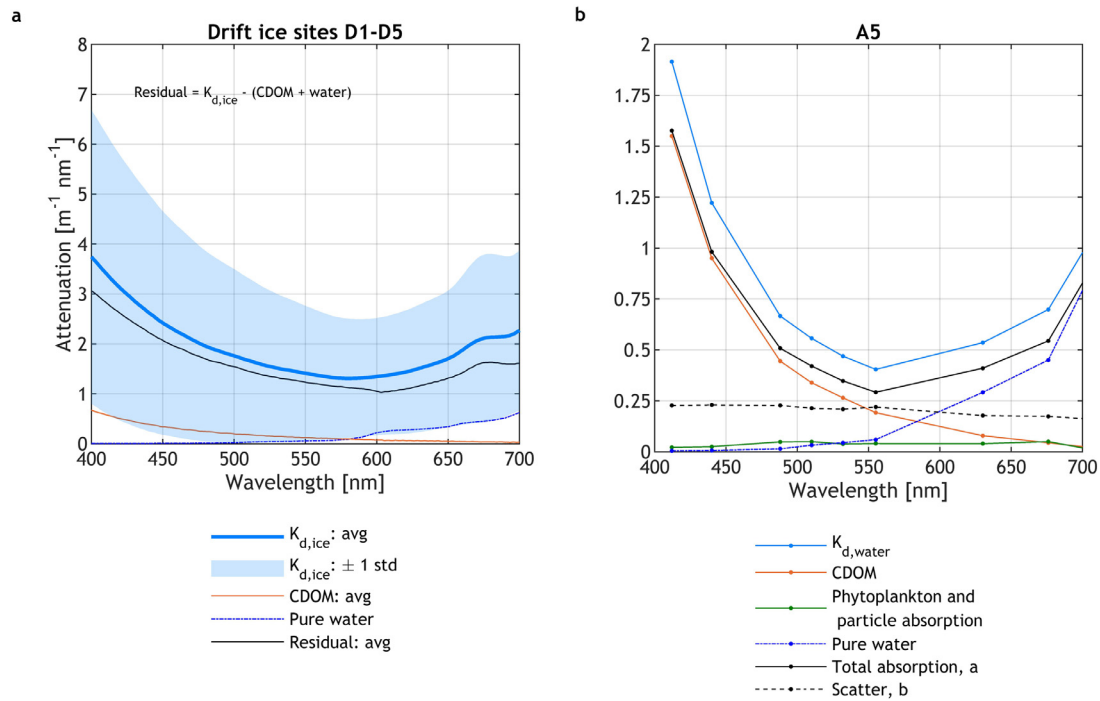 a
Drift ice sites D1-D5
Residual = K_d,ice - (CDOM + water)
Attenuation [m⁻¹ nm⁻¹]
8
7
6
5
4
3
2
1
0
400 450 500 550 600 650 700
Wavelength [nm]
K_d,ice: avg
K_d,ice: ± 1 std
CDOM: avg
Pure water
Residual: avg
b
A5
2
1.75
1.5
1.25
1
0.75
0.5
0.25
0
400 450 500 550 600 650 700
Wavelength [nm]
K_d,water
CDOM
Phytoplankton and
particle absorption
Pure water
Total absorption, a
Scatter, b